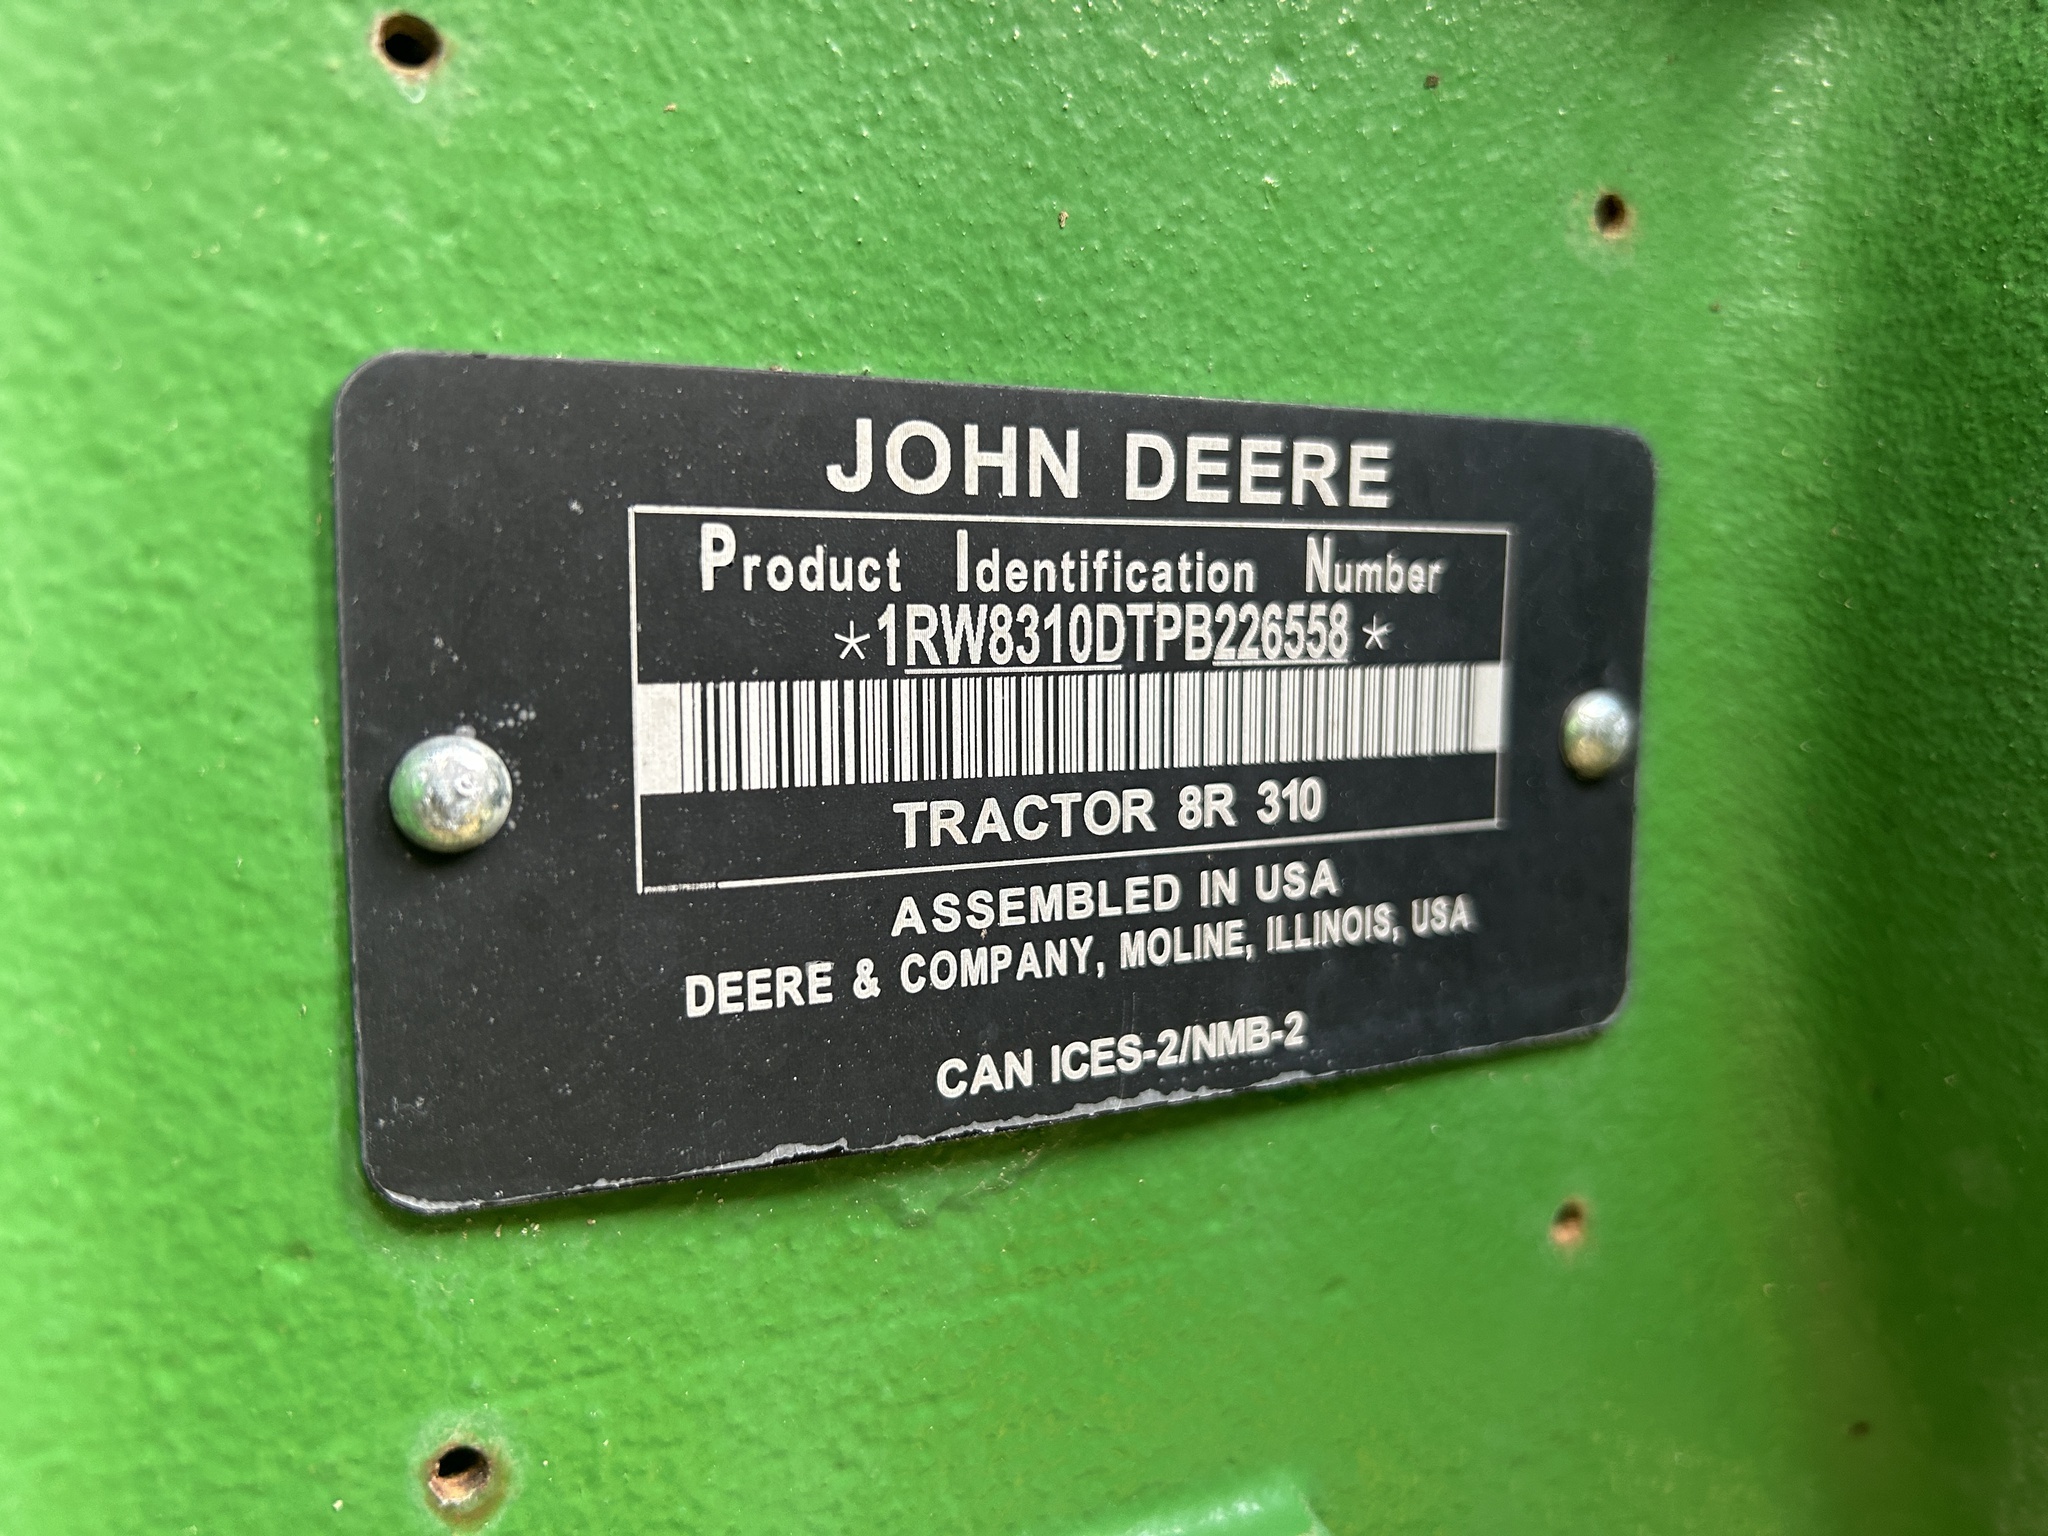 JOHN DEERE
Product Identification Number
*1RW8310DTPB226558*
TRACTOR 8R 310
ASSEMBLED IN USA
DEERE & COMPANY, MOLINE, ILLINOIS, USA
CAN ICES-2/NMB-2